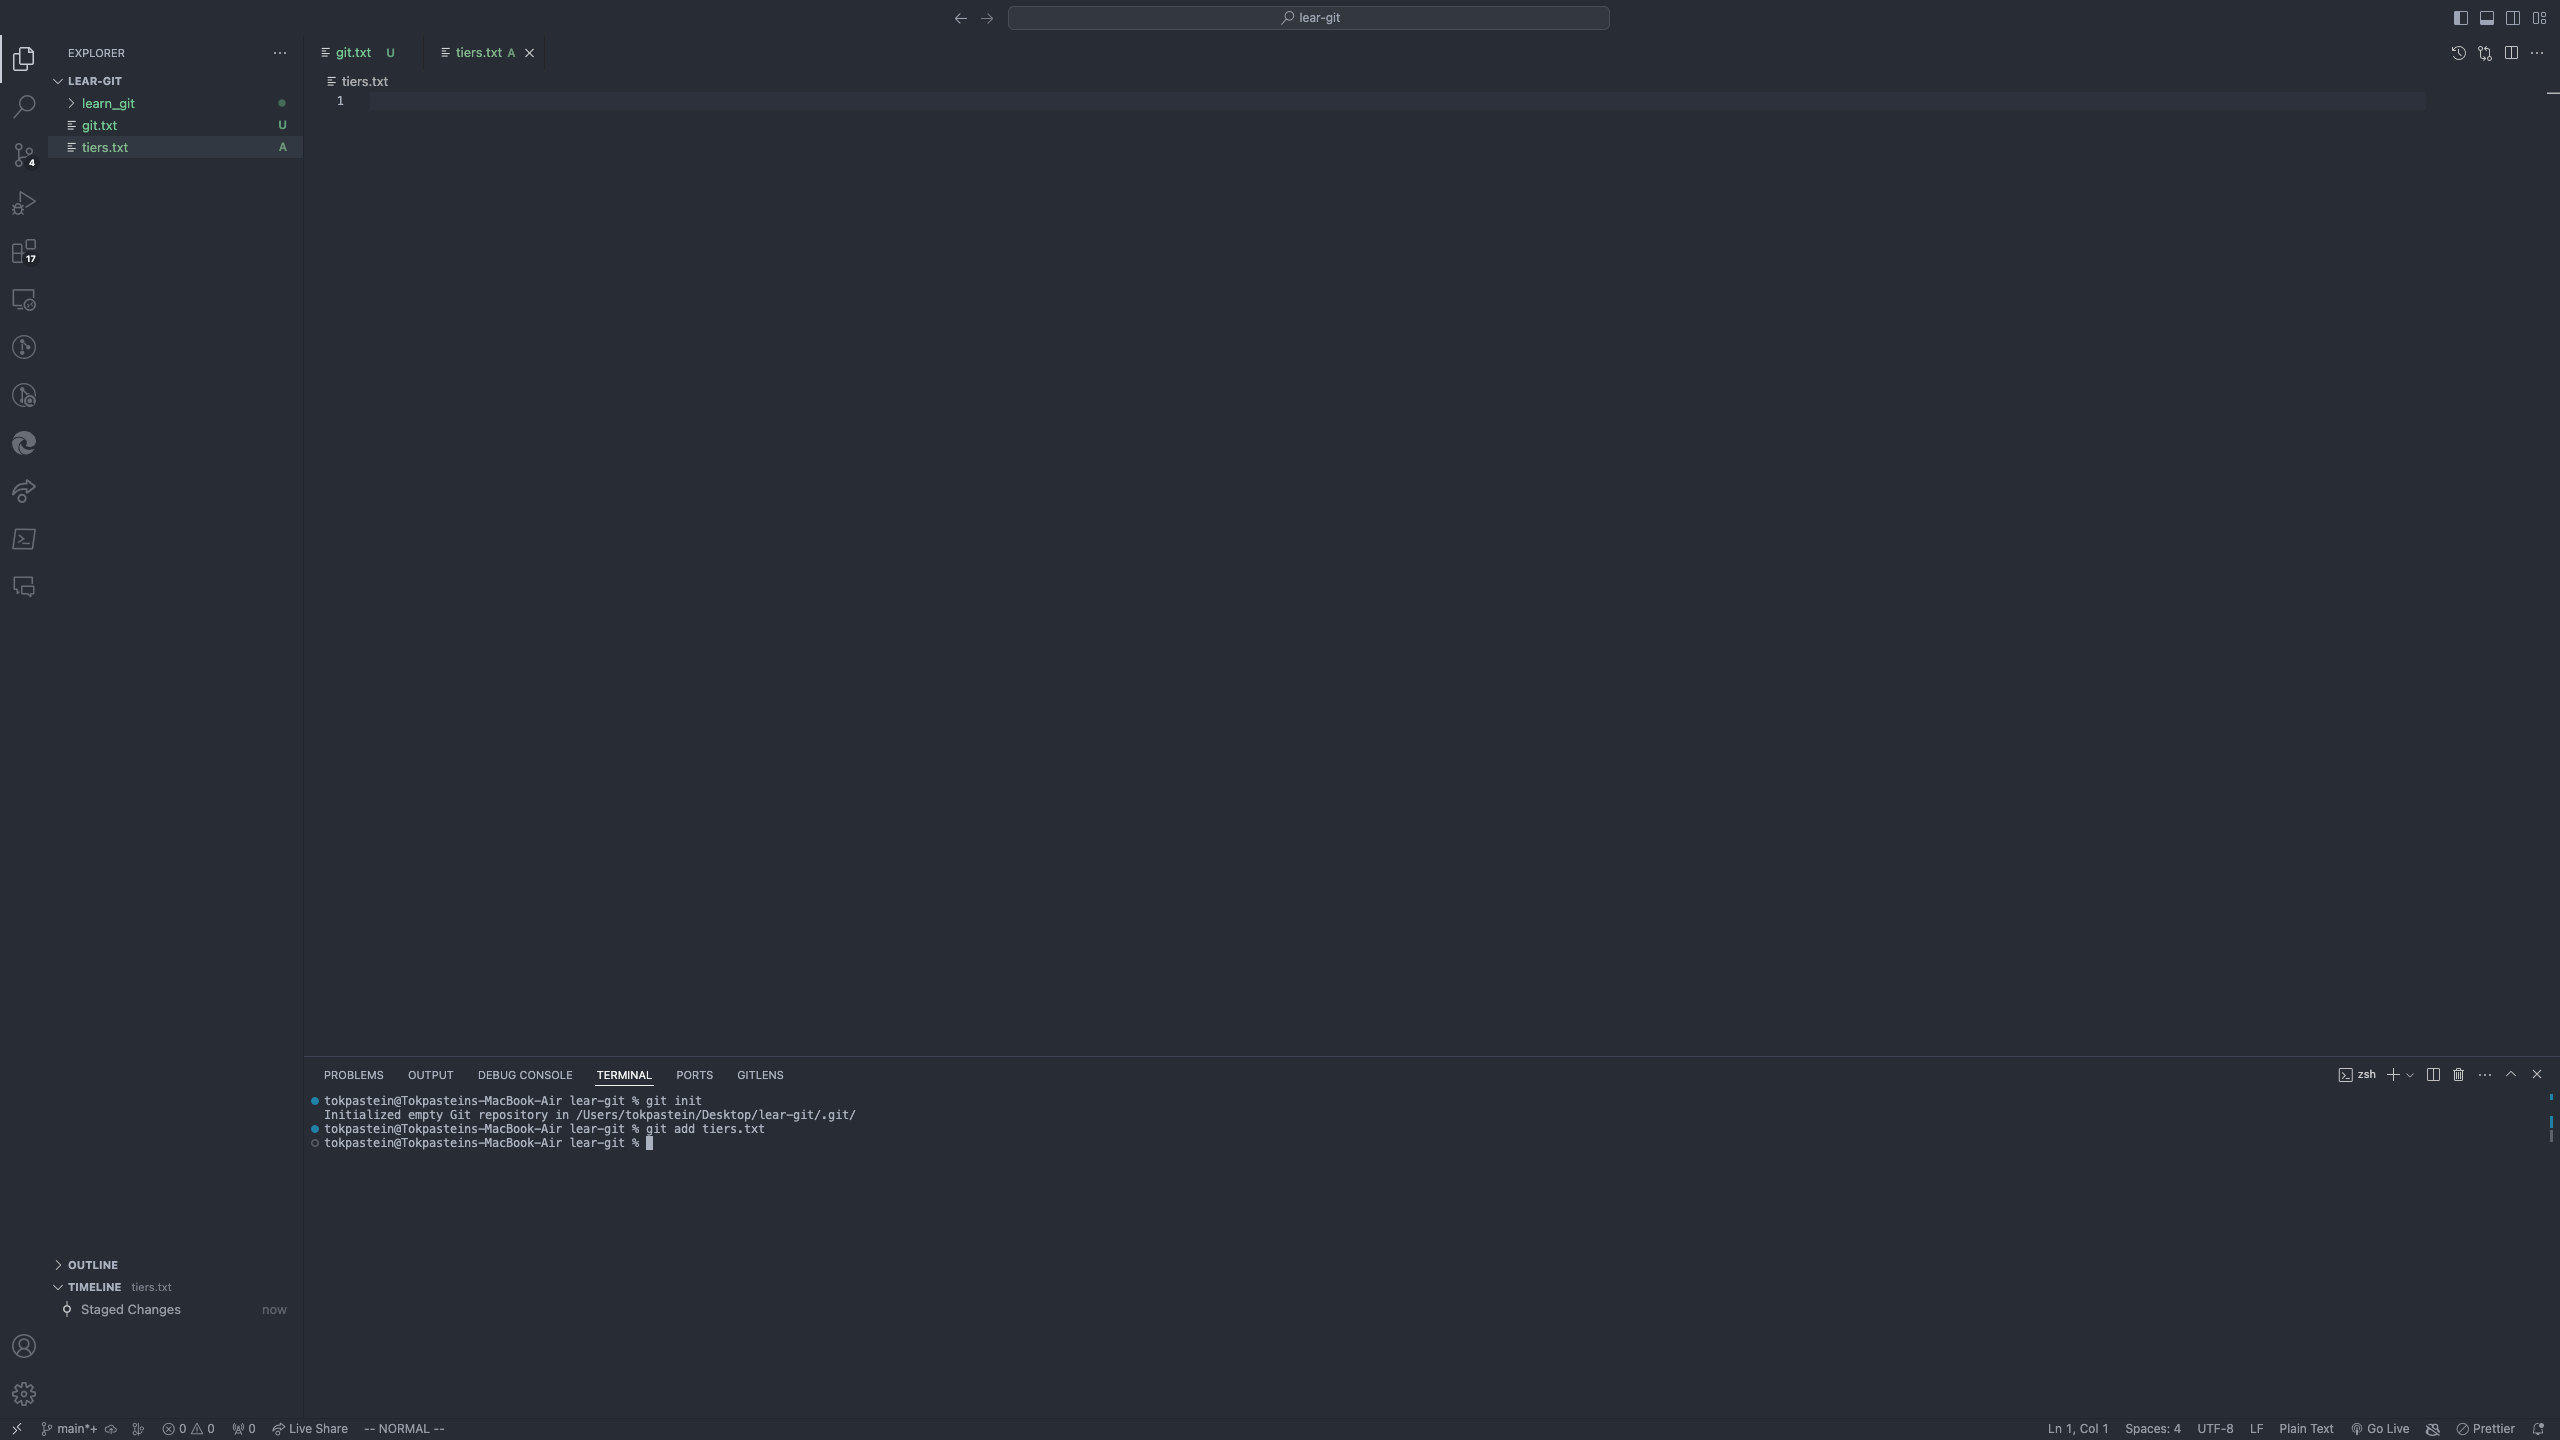 lear-git
EXPLORER
LEAR-GIT
learn_git
git.txt U
tiers.txt A
4
17
git.txt U
tiers.txt A
tiers.txt
1
PROBLEMS OUTPUT DEBUG CONSOLE TERMINAL PORTS GITLENS
zsh
tokpastein@Tokpasteins-MacBook-Air lear-git % git init
Initialized empty Git repository in /Users/tokpastein/Desktop/lear-git/.git/
tokpastein@Tokpasteins-MacBook-Air lear-git % git add tiers.txt
tokpastein@Tokpasteins-MacBook-Air lear-git %
OUTLINE
TIMELINE tiers.txt
Staged Changes now
main*+ 0 0 0 Live Share -- NORMAL -- Ln 1, Col 1 Spaces: 4 UTF-8 LF Plain Text Go Live Prettier